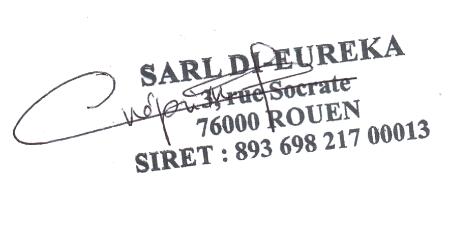 SARL DI-EUREKA
3, rue Socrate
76000 ROUEN
SIRET : 893 698 217 00013